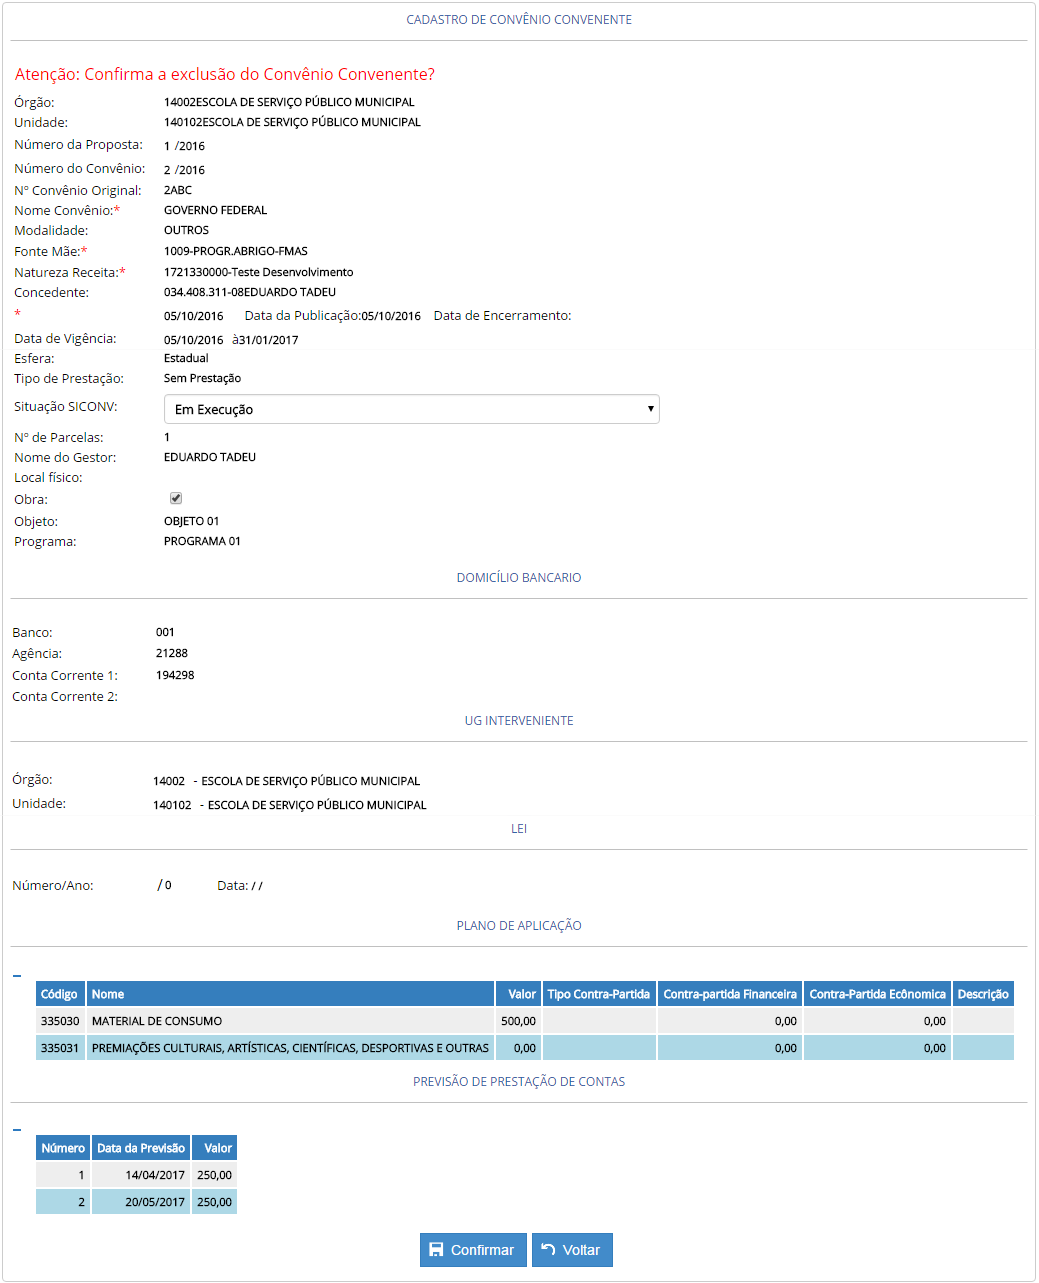 CADASTRO DE CONVÊNIO CONVENENTE
Atenção: Confirma a exclusão do Convênio Convenente?
Órgão: 14002ESCOLA DE SERVIÇO PÚBLICO MUNICIPAL
Unidade: 140102ESCOLA DE SERVIÇO PÚBLICO MUNICIPAL
Número da Proposta: 1 /2016
Número do Convênio: 2 /2016
Nº Convênio Original: 2ABC
Nome Convênio:* GOVERNO FEDERAL
Modalidade: OUTROS
Fonte Mãe:* 1009-PROGR.ABRIGO-FMAS
Natureza Receita:* 1721330000-Teste Desenvolvimento
Concedente: 034.408.311-08EDUARDO TADEU
* 05/10/2016 Data da Publicação:05/10/2016 Data de Encerramento:
Data de Vigência: 05/10/2016 à31/01/2017
Esfera: Estadual
Tipo de Prestação: Sem Prestação
Situação SICONV: Em Execução
Nº de Parcelas: 1
Nome do Gestor: EDUARDO TADEU
Local físico:
Obra:
Objeto: OBJETO 01
Programa: PROGRAMA 01
DOMICÍLIO BANCARIO
Banco: 001
Agência: 21288
Conta Corrente 1: 194298
Conta Corrente 2:
UG INTERVENIENTE
Órgão: 14002 - ESCOLA DE SERVIÇO PÚBLICO MUNICIPAL
Unidade: 140102 - ESCOLA DE SERVIÇO PÚBLICO MUNICIPAL
LEI
Número/Ano: / 0 Data: / /
PLANO DE APLICAÇÃO
Código Nome Valor Tipo Contra-Partida Contra-partida Financeira Contra-Partida Ecônomica Descrição
335030 MATERIAL DE CONSUMO 500,00 0,00 0,00
335031 PREMIAÇÕES CULTURAIS, ARTÍSTICAS, CIENTÍFICAS, DESPORTIVAS E OUTRAS 0,00 0,00 0,00
PREVISÃO DE PRESTAÇÃO DE CONTAS
Número Data da Previsão Valor
1 14/04/2017 250,00
2 20/05/2017 250,00
Confirmar Voltar